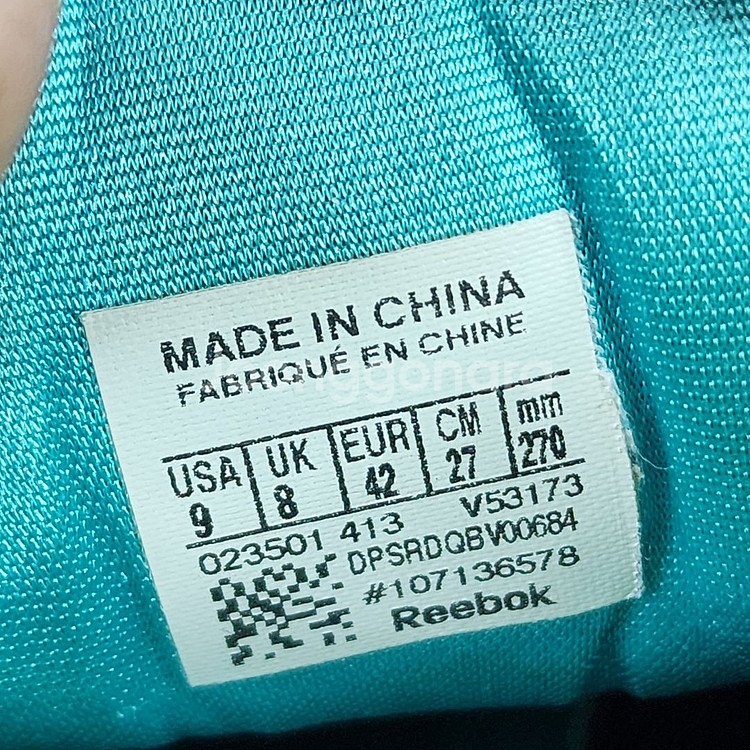 MADE IN CHINA
FABRIQUÉ EN CHINE
USA UK EUR CM mm
9 8 42 27 270
023501 413 V53173
DPSRDQBV00684
#107136578
Reebok